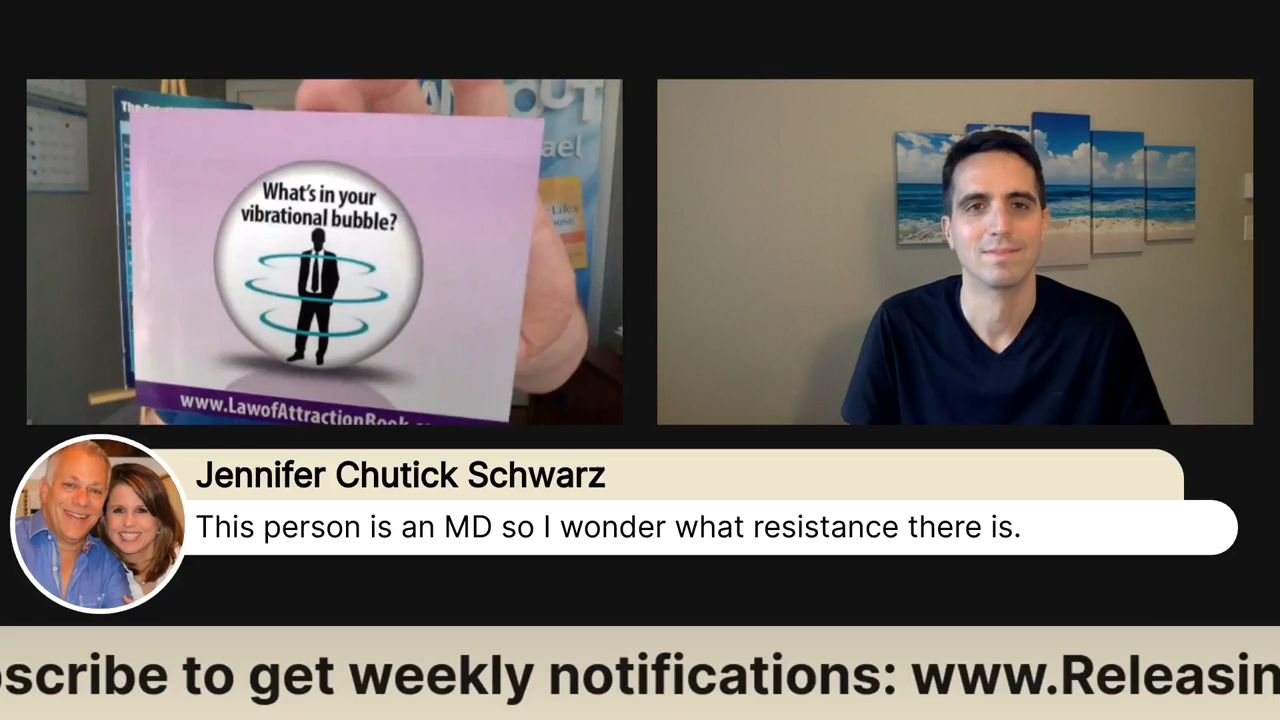 What's in your
vibrational bubble?
www.LawofAttractionBook
Jennifer Chutick Schwarz
This person is an MD so I wonder what resistance there is.
scribe to get weekly notifications: www.Releasin